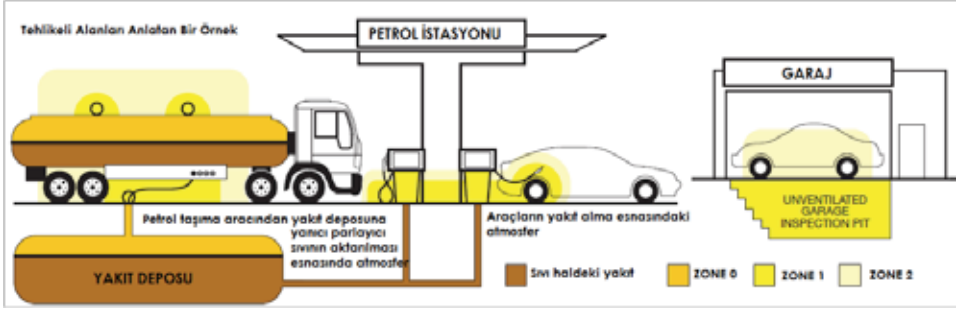 Tehlikeli Alanları Anlatan Bir Örnek
PETROL İSTASYONU
GARAJ
UNVENTILATED
GARAGE
INSPECTION PIT
Petrol taşıma aracından yakıt deposuna
yanıcı parlayıcı
sıvının aktarılması
esnasında atmosfer
Araçların yakıt alma esnasındaki
atmosfer
YAKIT DEPOSU
Sıvı haldeki yakıt
ZONE 0
ZONE 1
ZONE 2